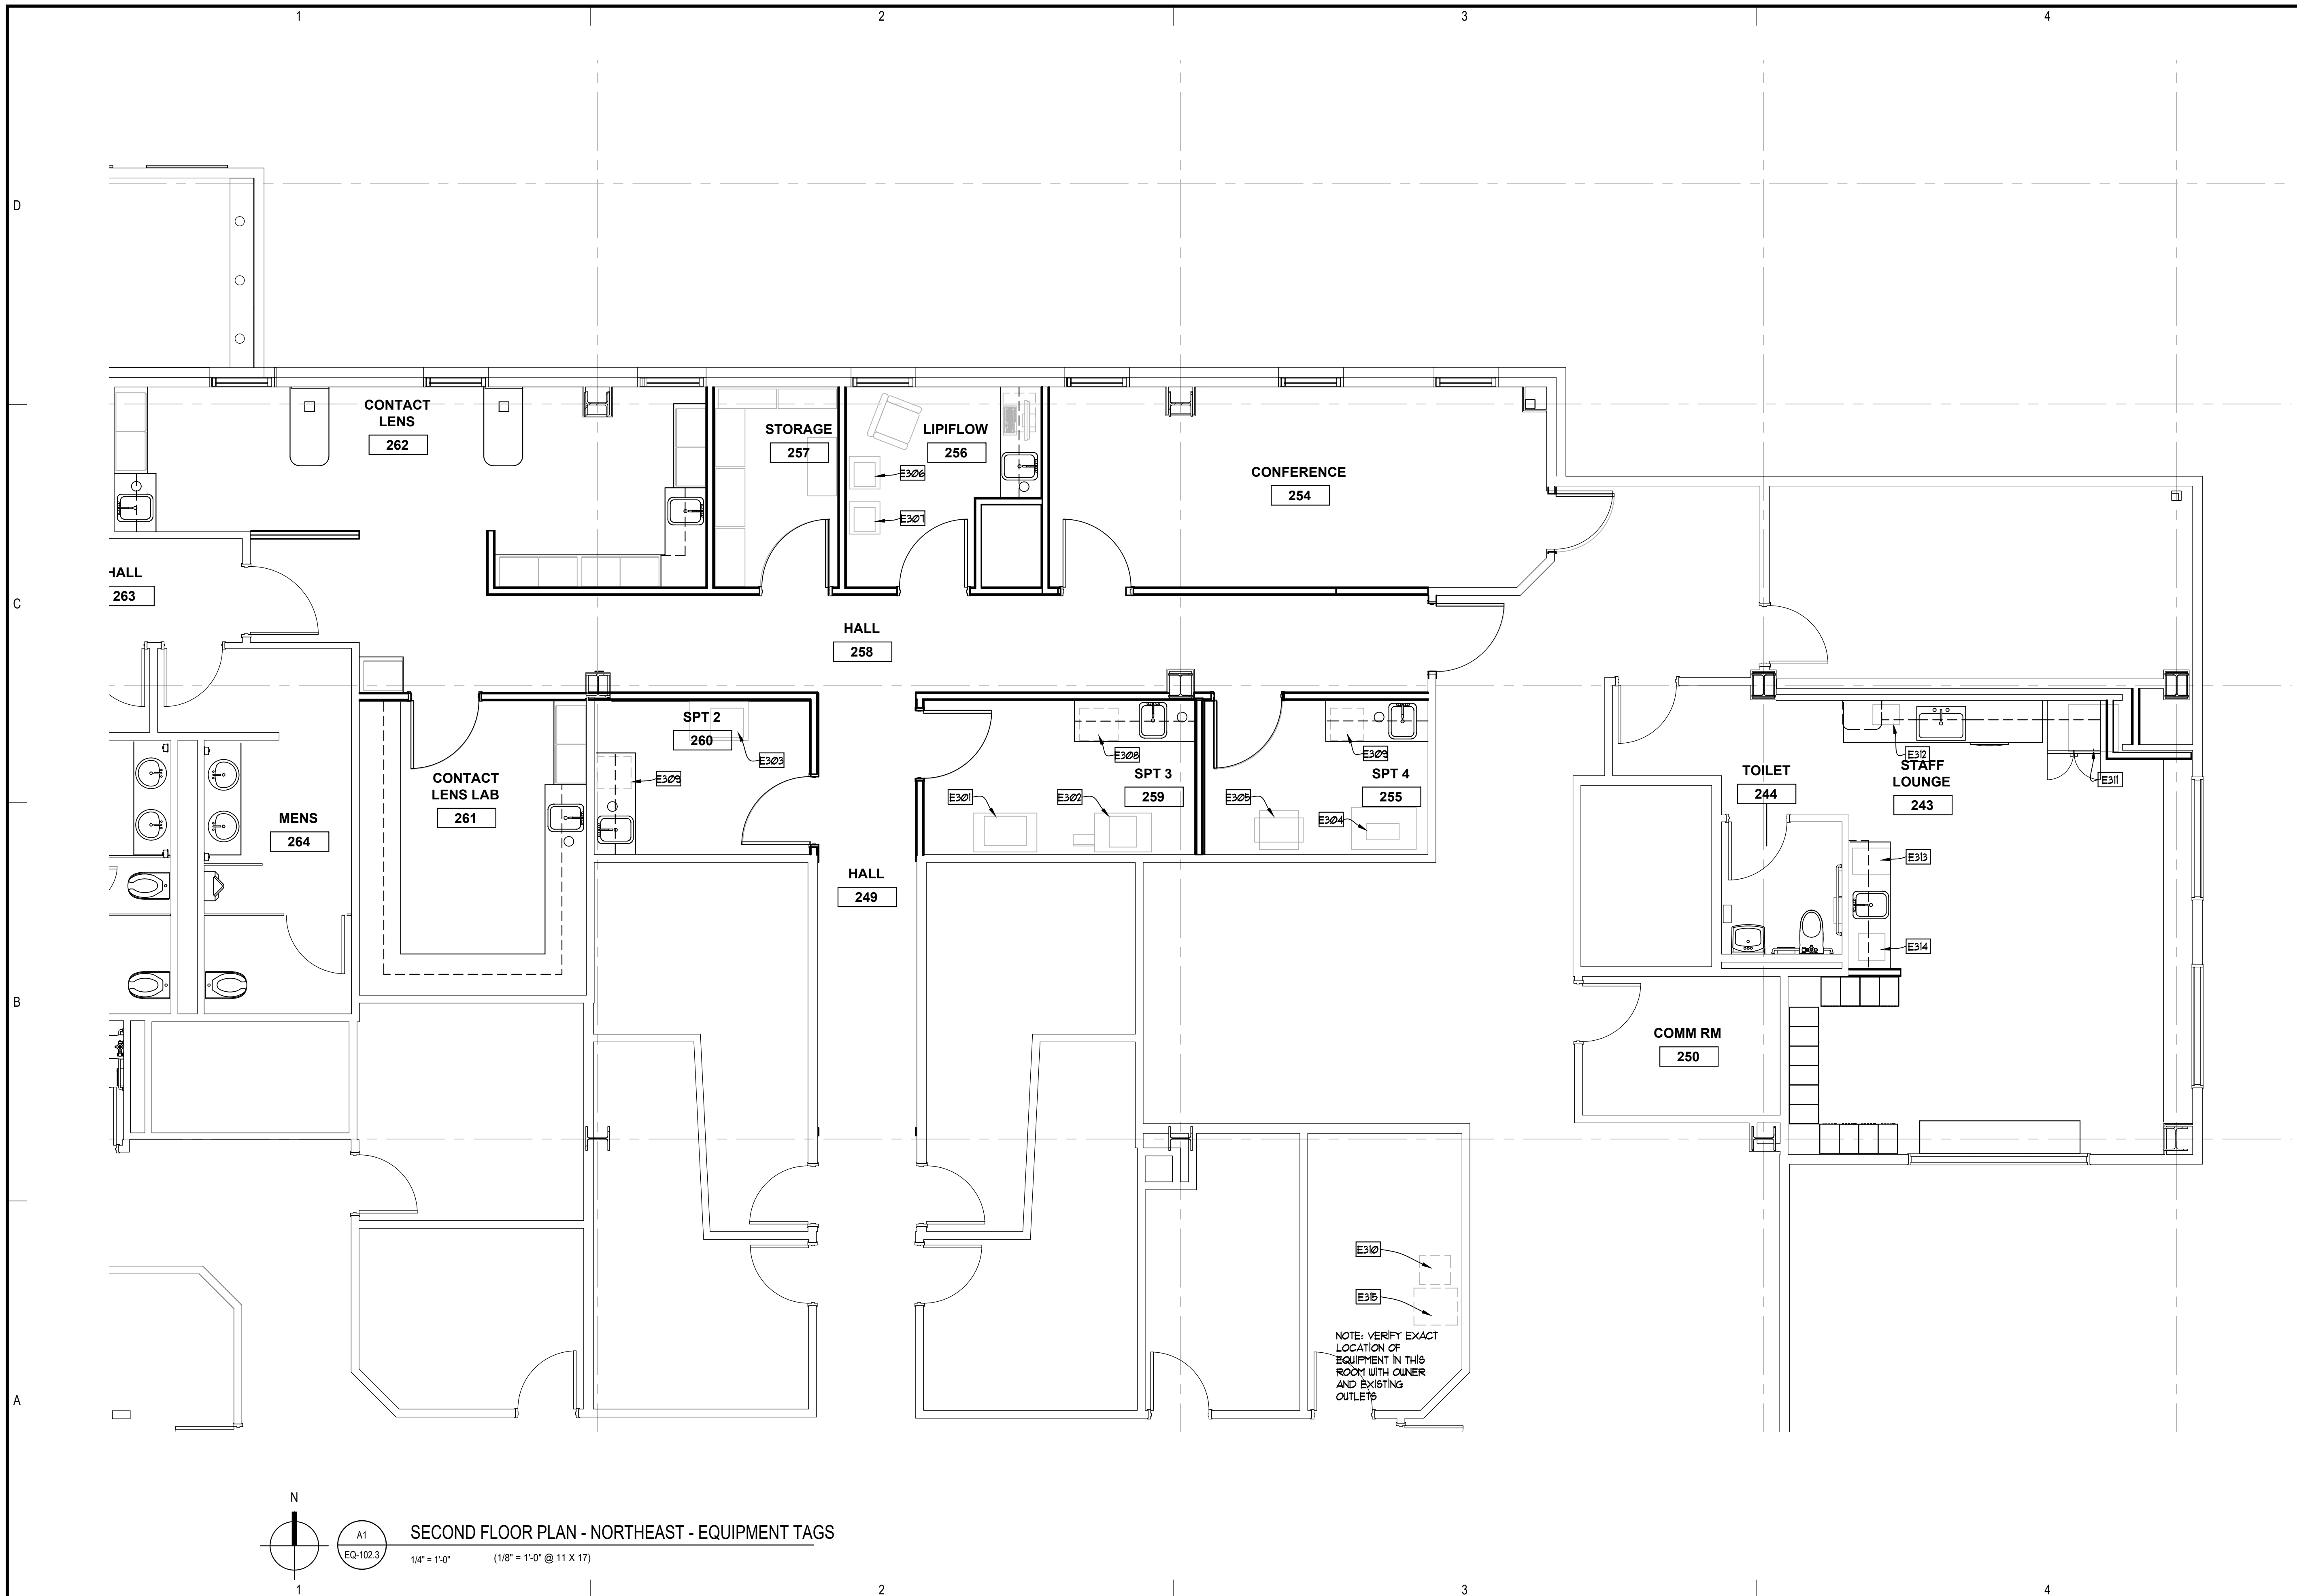 1
2
3
4
D
CONTACT
LENS
262
STORAGE
257
LIPIFLOW
256
E306
E307
CONFERENCE
254
HALL
263
C
HALL
258
SPT 2
260
E303
E309
CONTACT
LENS LAB
261
MENS
264
E308
SPT 3
259
E301
E302
E309
SPT 4
255
E305
E304
TOILET
244
E312
STAFF
LOUNGE
243
E311
HALL
249
E313
E314
B
COMM RM
250
E310
E315
NOTE: VERIFY EXACT
LOCATION OF
EQUIPMENT IN THIS
ROOM WITH OWNER
AND EXISTING
OUTLETS
A
N
A1
EQ-102.3
SECOND FLOOR PLAN - NORTHEAST - EQUIPMENT TAGS
1/4" = 1'-0" (1/8" = 1'-0" @ 11 X 17)
1
2
3
4